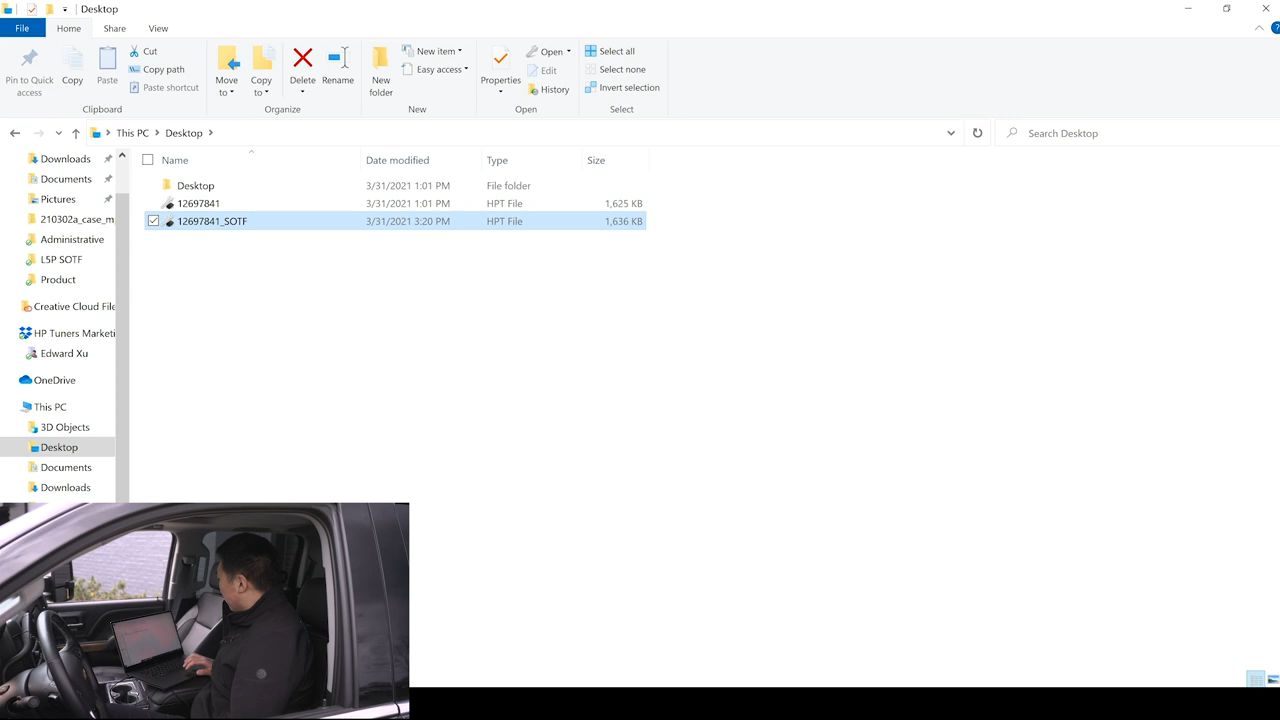 Desktop
File Home Share View
Pin to Quick access
Copy
Paste
Cut
Copy path
Paste shortcut
Clipboard
Move to
Copy to
Delete
Rename
Organize
New folder
New item
Easy access
New
Properties
Open
Edit
History
Open
Select all
Select none
Invert selection
Select
This PC Desktop
Search Desktop
Downloads
Documents
Pictures
210302a_case_m
Administrative
L5P SOTF
Product
Creative Cloud File
HP Tuners Marketi
Edward Xu
OneDrive
This PC
3D Objects
Desktop
Documents
Downloads
Name Date modified Type Size
Desktop 3/31/2021 1:01 PM File folder
12697841 3/31/2021 1:01 PM HPT File 1,625 KB
12697841_SOTF 3/31/2021 3:20 PM HPT File 1,636 KB